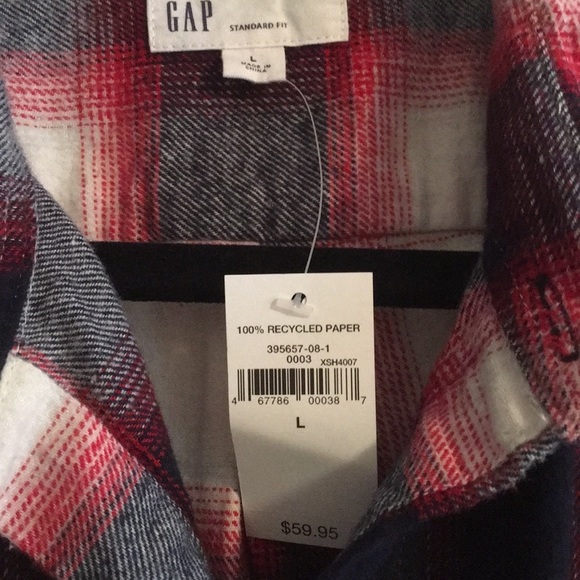 GAP STANDARD FIT
L
MADE IN
CHINA
100% RECYCLED PAPER
395657-08-1
0003 XSH4007
4 67786 00038 7
L
$59.95